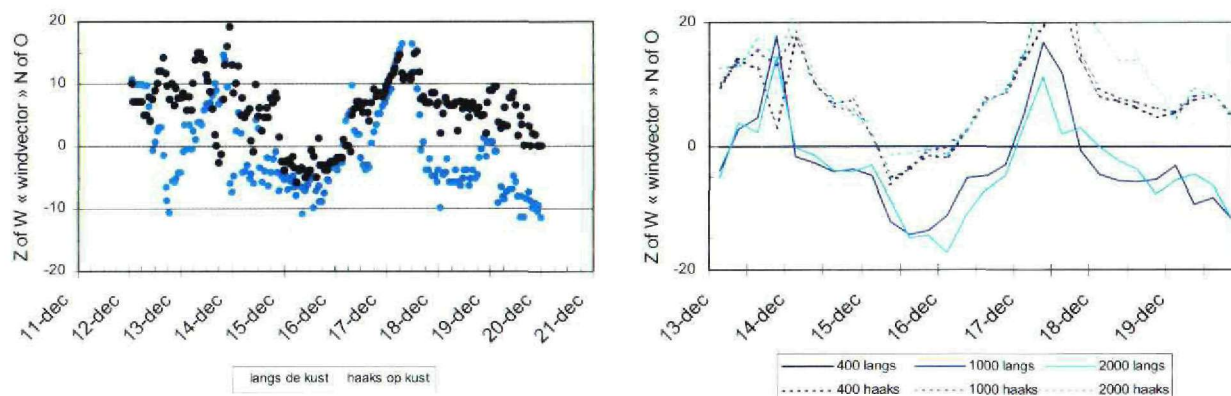 Z of W « windvector » N of O
20
10
0
-10
-20
11-dec
12-dec
13-dec
14-dec
15-dec
16-dec
17-dec
18-dec
19-dec
20-dec
21-dec
langs de kust haaks op kust
Z of W « windvector » N of O
20
0
-20
13-dec
14-dec
15-dec
16-dec
17-dec
18-dec
19-dec
400 langs 1000 langs 2000 langs
400 haaks 1000 haaks 2000 haaks